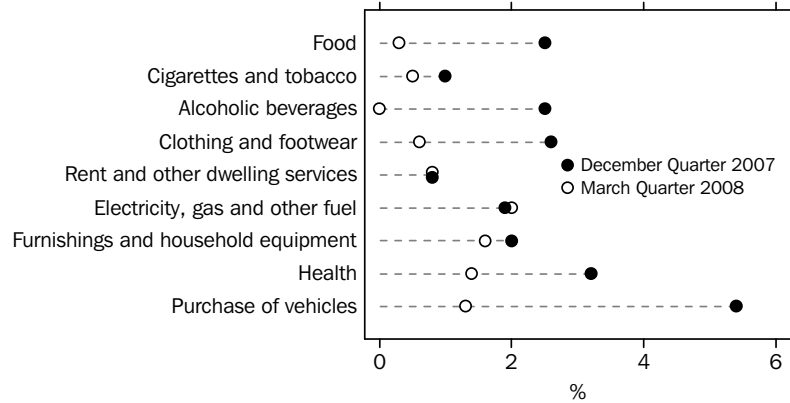 Food
Cigarettes and tobacco
Alcoholic beverages
Clothing and footwear
Rent and other dwelling services
Electricity, gas and other fuel
Furnishings and household equipment
Health
Purchase of vehicles
December Quarter 2007
March Quarter 2008
0 2 4 6
%